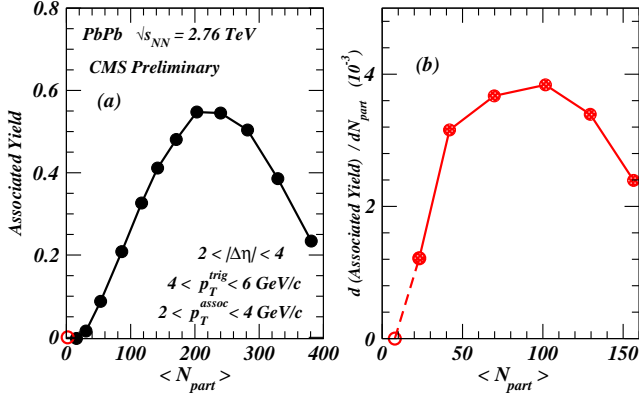 0.8
0.6
0.4
0.2
0
0 100 200 300 400
Associated Yield
< N_part >
PbPb √s_NN = 2.76 TeV
CMS Preliminary
(a)
2 < |Δη| < 4
4 < p_T^trig < 6 GeV/c
2 < p_T^assoc < 4 GeV/c
4
2
0
0 50 100 150
d (Associated Yield) / dN_part (10^-3)
< N_part >
(b)